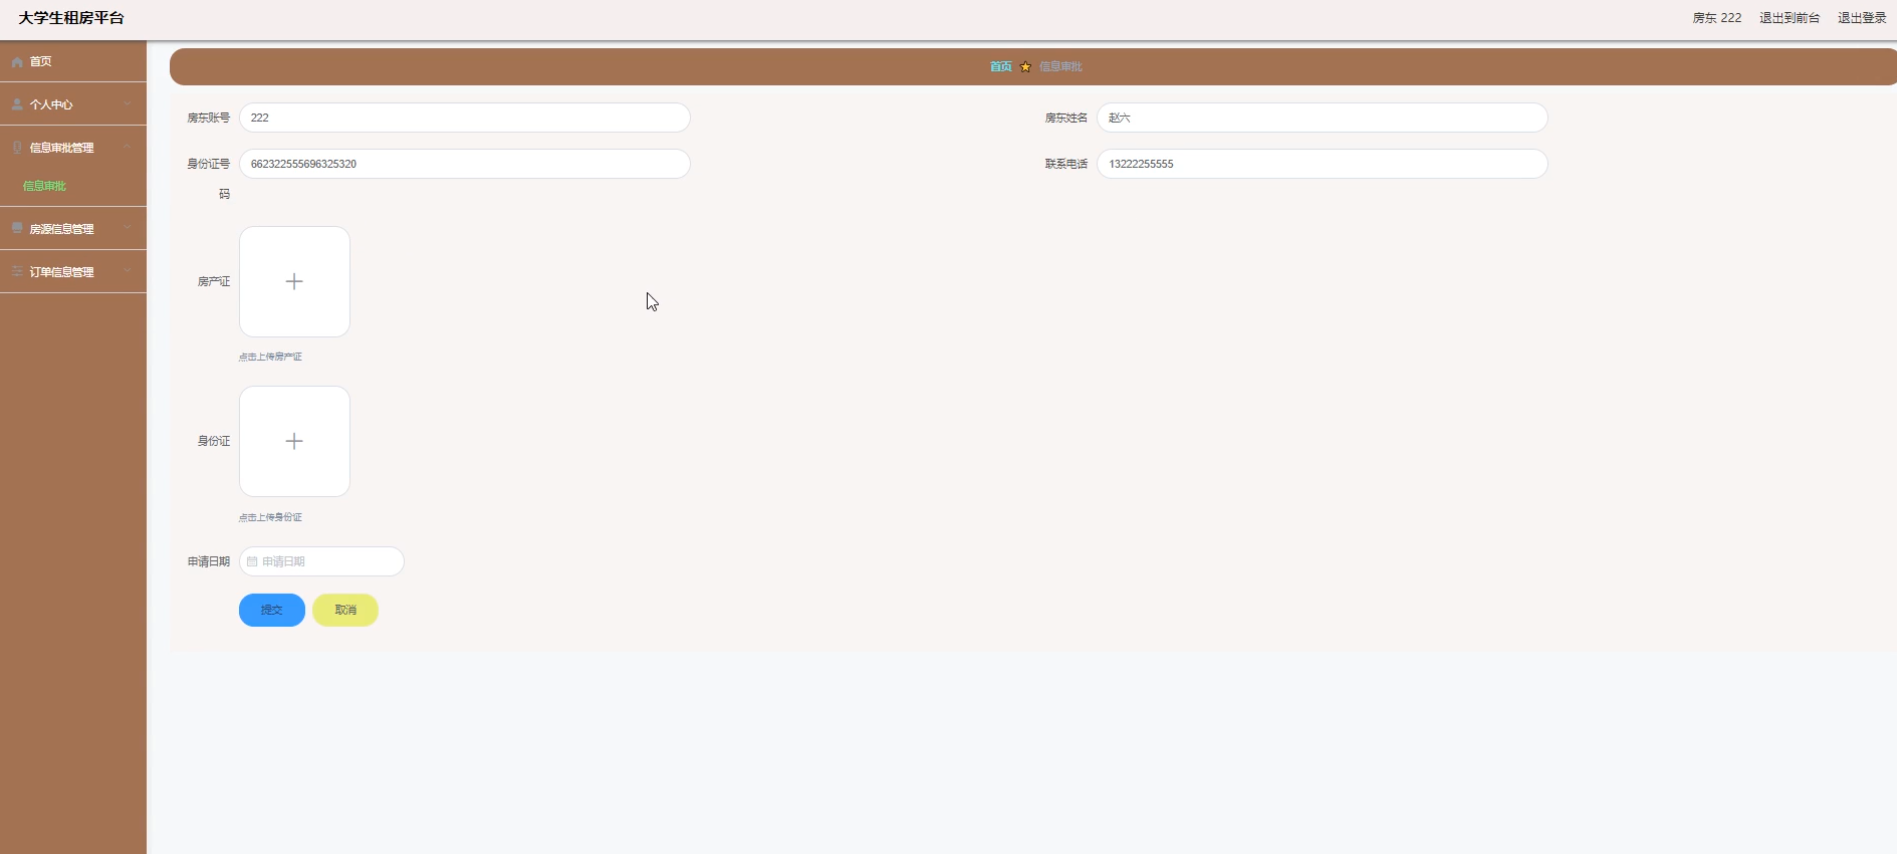 大学生租房平台
房东 222 退出到前台 退出登录
首页
个人中心
信息审批管理
信息审批
房源信息管理
订单信息管理
首页 信息审批
房东账号 222
房东姓名 赵六
身份证号码 662322555696325320
联系电话 13222255555
房产证
点击上传房产证
身份证
点击上传身份证
申请日期 申请日期
提交 取消